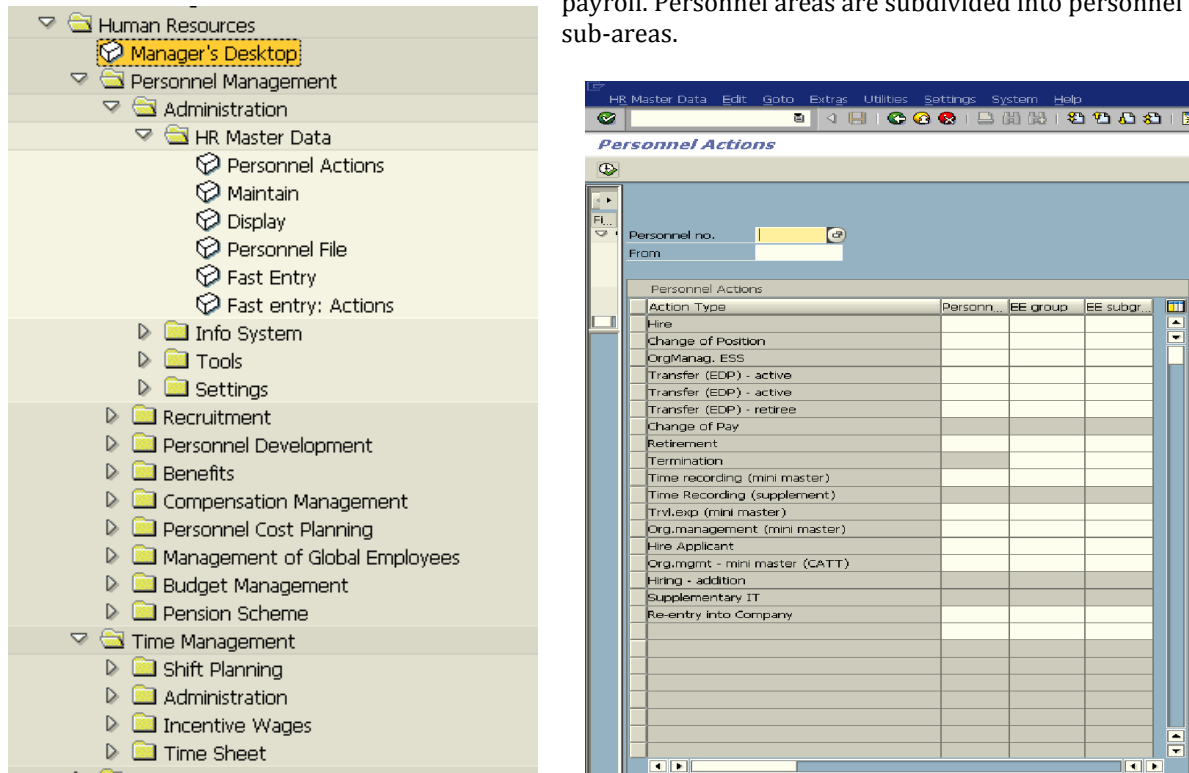 Human Resources
Manager's Desktop
Personnel Management
Administration
HR Master Data
Personnel Actions
Maintain
Display
Personnel File
Fast Entry
Fast entry: Actions
Info System
Tools
Settings
Recruitment
Personnel Development
Benefits
Compensation Management
Personnel Cost Planning
Management of Global Employees
Budget Management
Pension Scheme
Time Management
Shift Planning
Administration
Incentive Wages
Time Sheet
payroll. Personnel areas are subdivided into personnel
sub-areas.
HR Master Data Edit Goto Extras Utilities Settings System Help
Personnel Actions
Fi...
Personnel no.
From
Personnel Actions
Action Type Personn... EE group EE subgr...
Hire
Change of Position
OrgManag. ESS
Transfer (EDP) - active
Transfer (EDP) - active
Transfer (EDP) - retiree
Change of Pay
Retirement
Termination
Time recording (mini master)
Time Recording (supplement)
Trvl.exp (mini master)
Org.management (mini master)
Hire Applicant
Org.mgmt - mini master (CATT)
Hiring - addition
Supplementary IT
Re-entry into Company